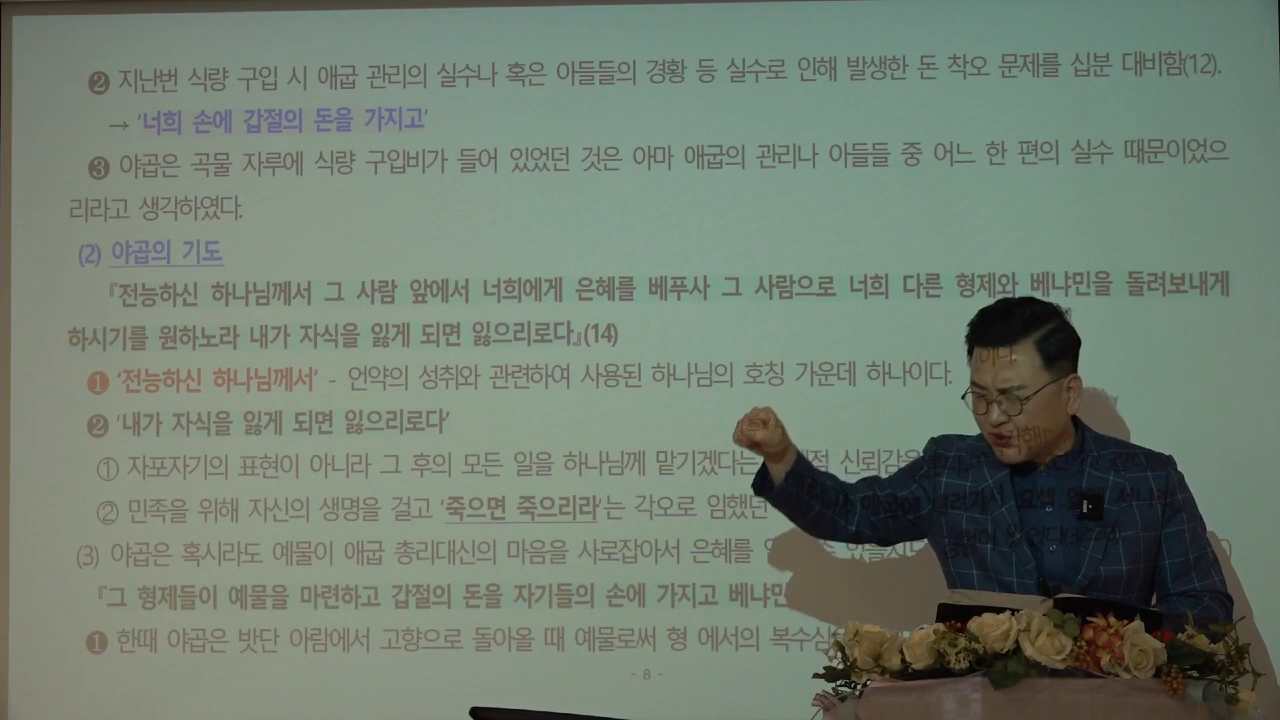 ❷ 지난번 식량 구입 시 애굽 관리의 실수나 혹은 아들들의 경황 등 실수로 인해 발생한 돈 착오 문제를 십분 대비함(12).
→ '너희 손에 갑절의 돈을 가지고'
❸ 야곱은 곡물 자루에 식량 구입비가 들어 있었던 것은 아마 애굽의 관리나 아들들 중 어느 한 편의 실수 때문이었으
리라고 생각하였다.
(2) 야곱의 기도
『전능하신 하나님께서 그 사람 앞에서 너희에게 은혜를 베푸사 그 사람으로 너희 다른 형제와 베냐민을 돌려보내게
하시기를 원하노라 내가 자식을 잃게 되면 잃으리로다』(14)
❶ '전능하신 하나님께서' - 언약의 성취와 관련하여 사용된 하나님의 호칭 가운데 하나이다.
❷ '내가 자식을 잃게 되면 잃으리로다'
① 자포자기의 표현이 아니라 그 후의 모든 일을 하나님께 맡기겠다는 신뢰감을
② 민족을 위해 자신의 생명을 걸고 '죽으면 죽으리라'는 각오로 임했던
(3) 야곱은 혹시라도 예물이 애굽 총리대신의 마음을 사로잡아서 은혜를
『그 형제들이 예물을 마련하고 갑절의 돈을 자기들의 손에 가지고 베냐민
❶ 한때 야곱은 밧단 아람에서 고향으로 돌아올 때 예물로써 형 에서의 복수심
- 8 -